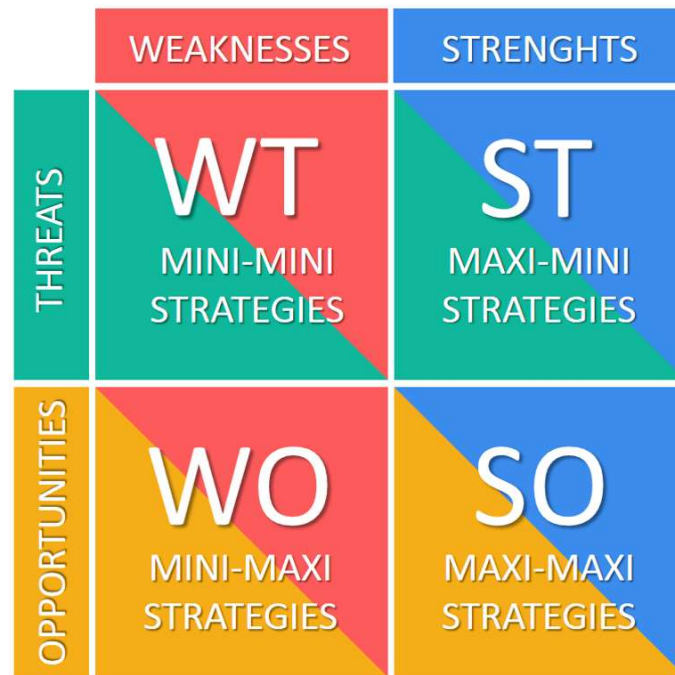 WEAKNESSES
STRENGHTS
THREATS
WT
MINI-MINI
STRATEGIES
ST
MAXI-MINI
STRATEGIES
OPPORTUNITIES
WO
MINI-MAXI
STRATEGIES
SO
MAXI-MAXI
STRATEGIES